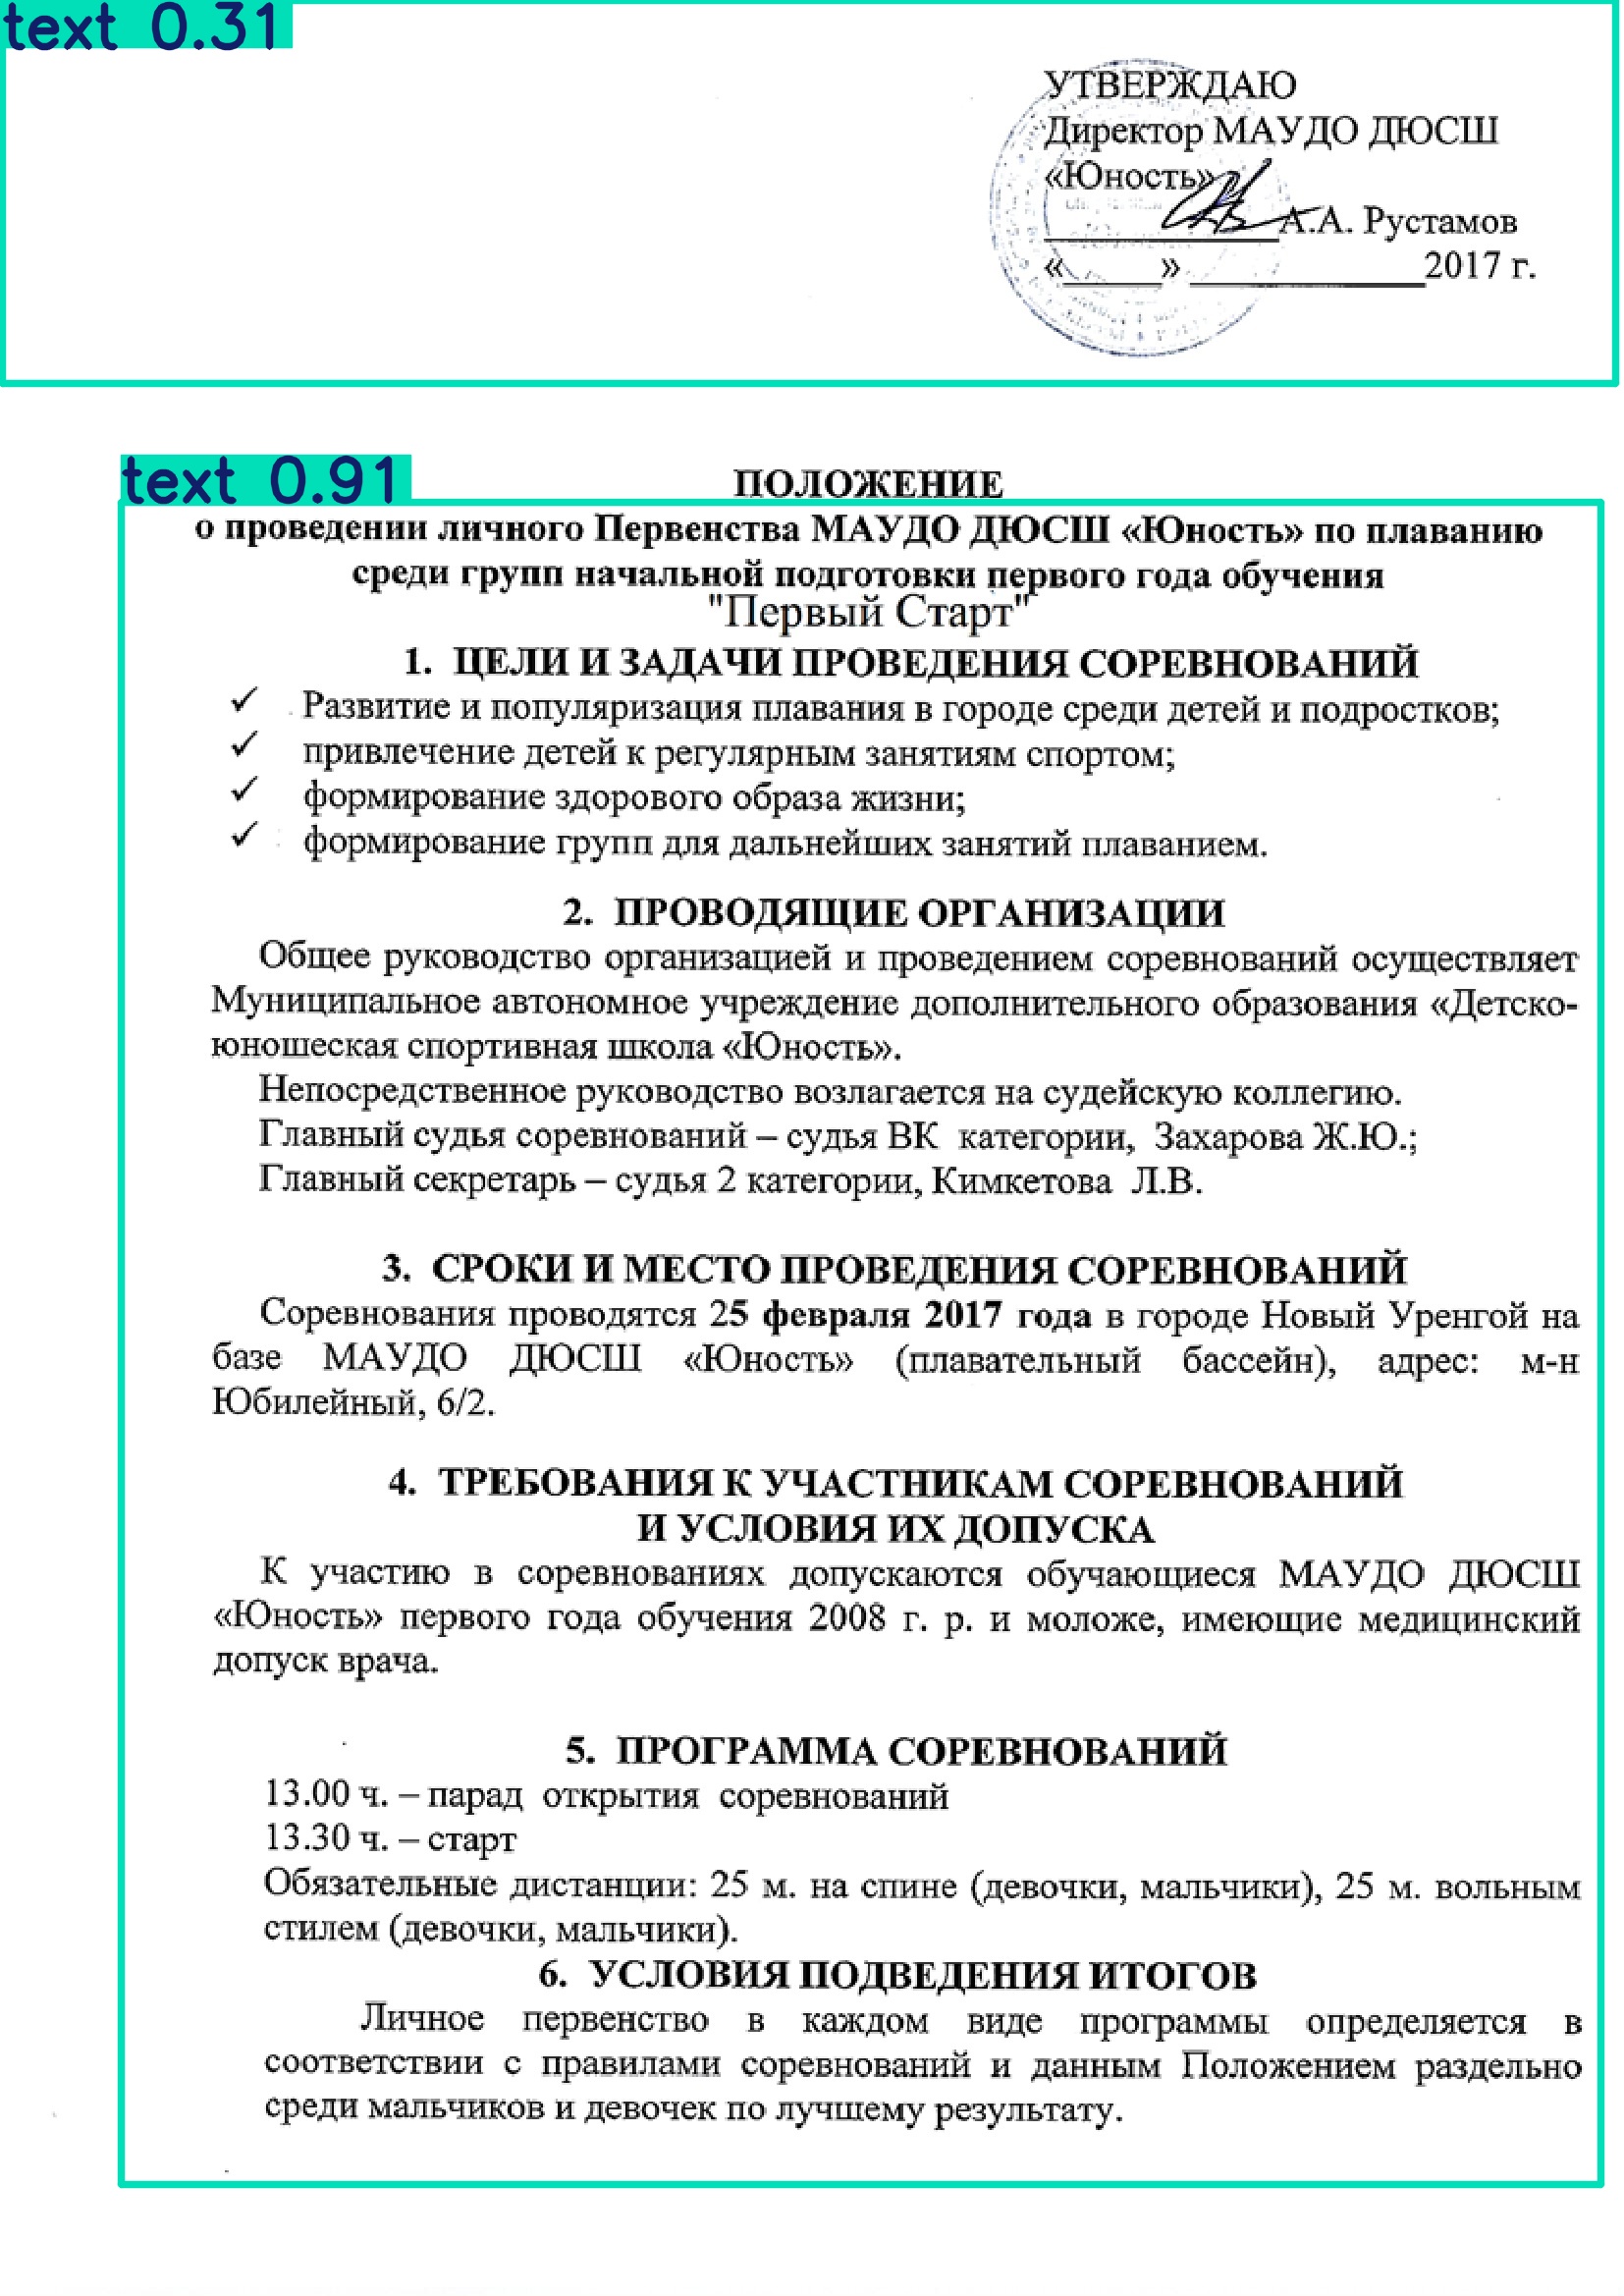 text 0.31
УТВЕРЖДАЮ
Директор МАУДО ДЮСШ
«Юность»
____________А.А. Рустамов
«_____» ____________2017 г.
text 0.91
ПОЛОЖЕНИЕ
о проведении личного Первенства МАУДО ДЮСШ «Юность» по плаванию
среди групп начальной подготовки первого года обучения
"Первый Старт"
1. ЦЕЛИ И ЗАДАЧИ ПРОВЕДЕНИЯ СОРЕВНОВАНИЙ
✓ Развитие и популяризация плавания в городе среди детей и подростков;
✓ привлечение детей к регулярным занятиям спортом;
✓ формирование здорового образа жизни;
✓ формирование групп для дальнейших занятий плаванием.
2. ПРОВОДЯЩИЕ ОРГАНИЗАЦИИ
Общее руководство организацией и проведением соревнований осуществляет
Муниципальное автономное учреждение дополнительного образования «Детско-
юношеская спортивная школа «Юность».
Непосредственное руководство возлагается на судейскую коллегию.
Главный судья соревнований – судья ВК категории, Захарова Ж.Ю.;
Главный секретарь – судья 2 категории, Кимкетова Л.В.
3. СРОКИ И МЕСТО ПРОВЕДЕНИЯ СОРЕВНОВАНИЙ
Соревнования проводятся 25 февраля 2017 года в городе Новый Уренгой на
базе МАУДО ДЮСШ «Юность» (плавательный бассейн), адрес: м-н
Юбилейный, 6/2.
4. ТРЕБОВАНИЯ К УЧАСТНИКАМ СОРЕВНОВАНИЙ
И УСЛОВИЯ ИХ ДОПУСКА
К участию в соревнованиях допускаются обучающиеся МАУДО ДЮСШ
«Юность» первого года обучения 2008 г. р. и моложе, имеющие медицинский
допуск врача.
5. ПРОГРАММА СОРЕВНОВАНИЙ
13.00 ч. – парад открытия соревнований
13.30 ч. – старт
Обязательные дистанции: 25 м. на спине (девочки, мальчики), 25 м. вольным
стилем (девочки, мальчики).
6. УСЛОВИЯ ПОДВЕДЕНИЯ ИТОГОВ
Личное первенство в каждом виде программы определяется в
соответствии с правилами соревнований и данным Положением раздельно
среди мальчиков и девочек по лучшему результату.